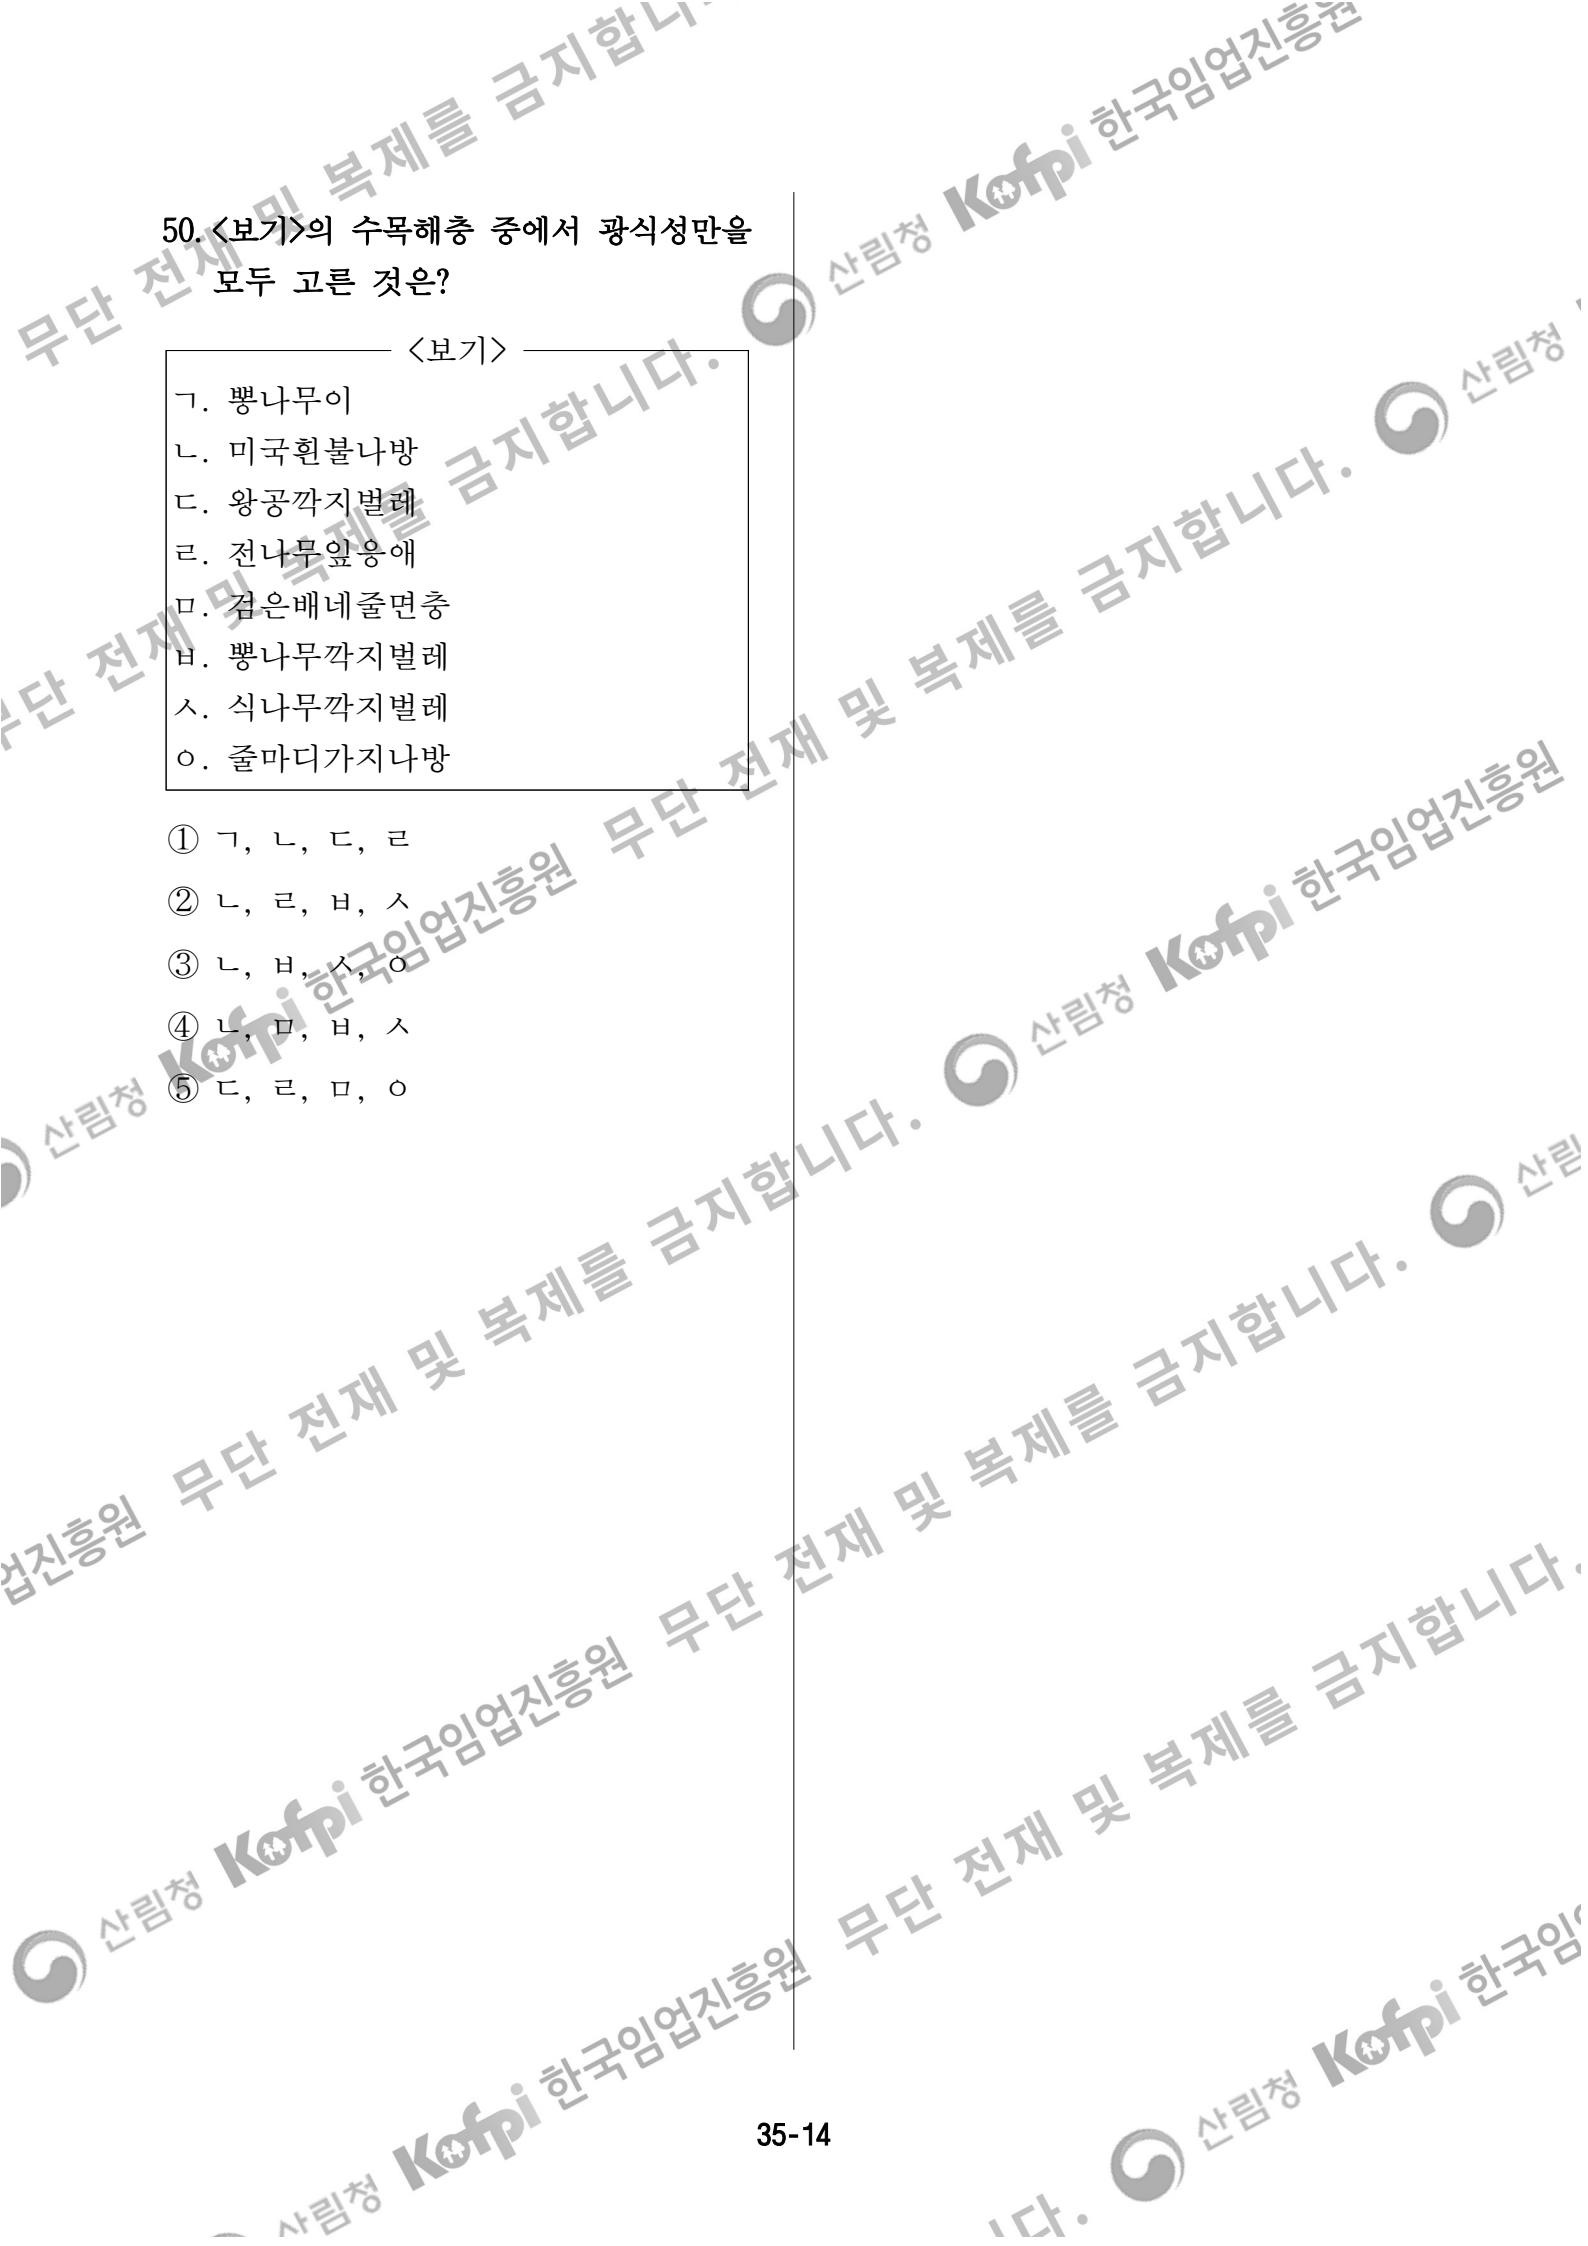 50. <보기>의 수목해충 중에서 광식성만을
모두 고른 것은?
<보기>
ㄱ. 뽕나무이
ㄴ. 미국흰불나방
ㄷ. 왕공깍지벌레
ㄹ. 전나무잎응애
ㅁ. 검은배네줄면충
ㅂ. 뽕나무깍지벌레
ㅅ. 식나무깍지벌레
ㅇ. 줄마디가지나방
① ㄱ, ㄴ, ㄷ, ㄹ
② ㄴ, ㄹ, ㅂ, ㅅ
③ ㄴ, ㅂ, ㅅ, ㅇ
④ ㄴ, ㅁ, ㅂ, ㅅ
⑤ ㄷ, ㄹ, ㅁ, ㅇ
35-14
산림청 Kofpi 한국임업진흥원 무단 전재 및 복제를 금지합니다.